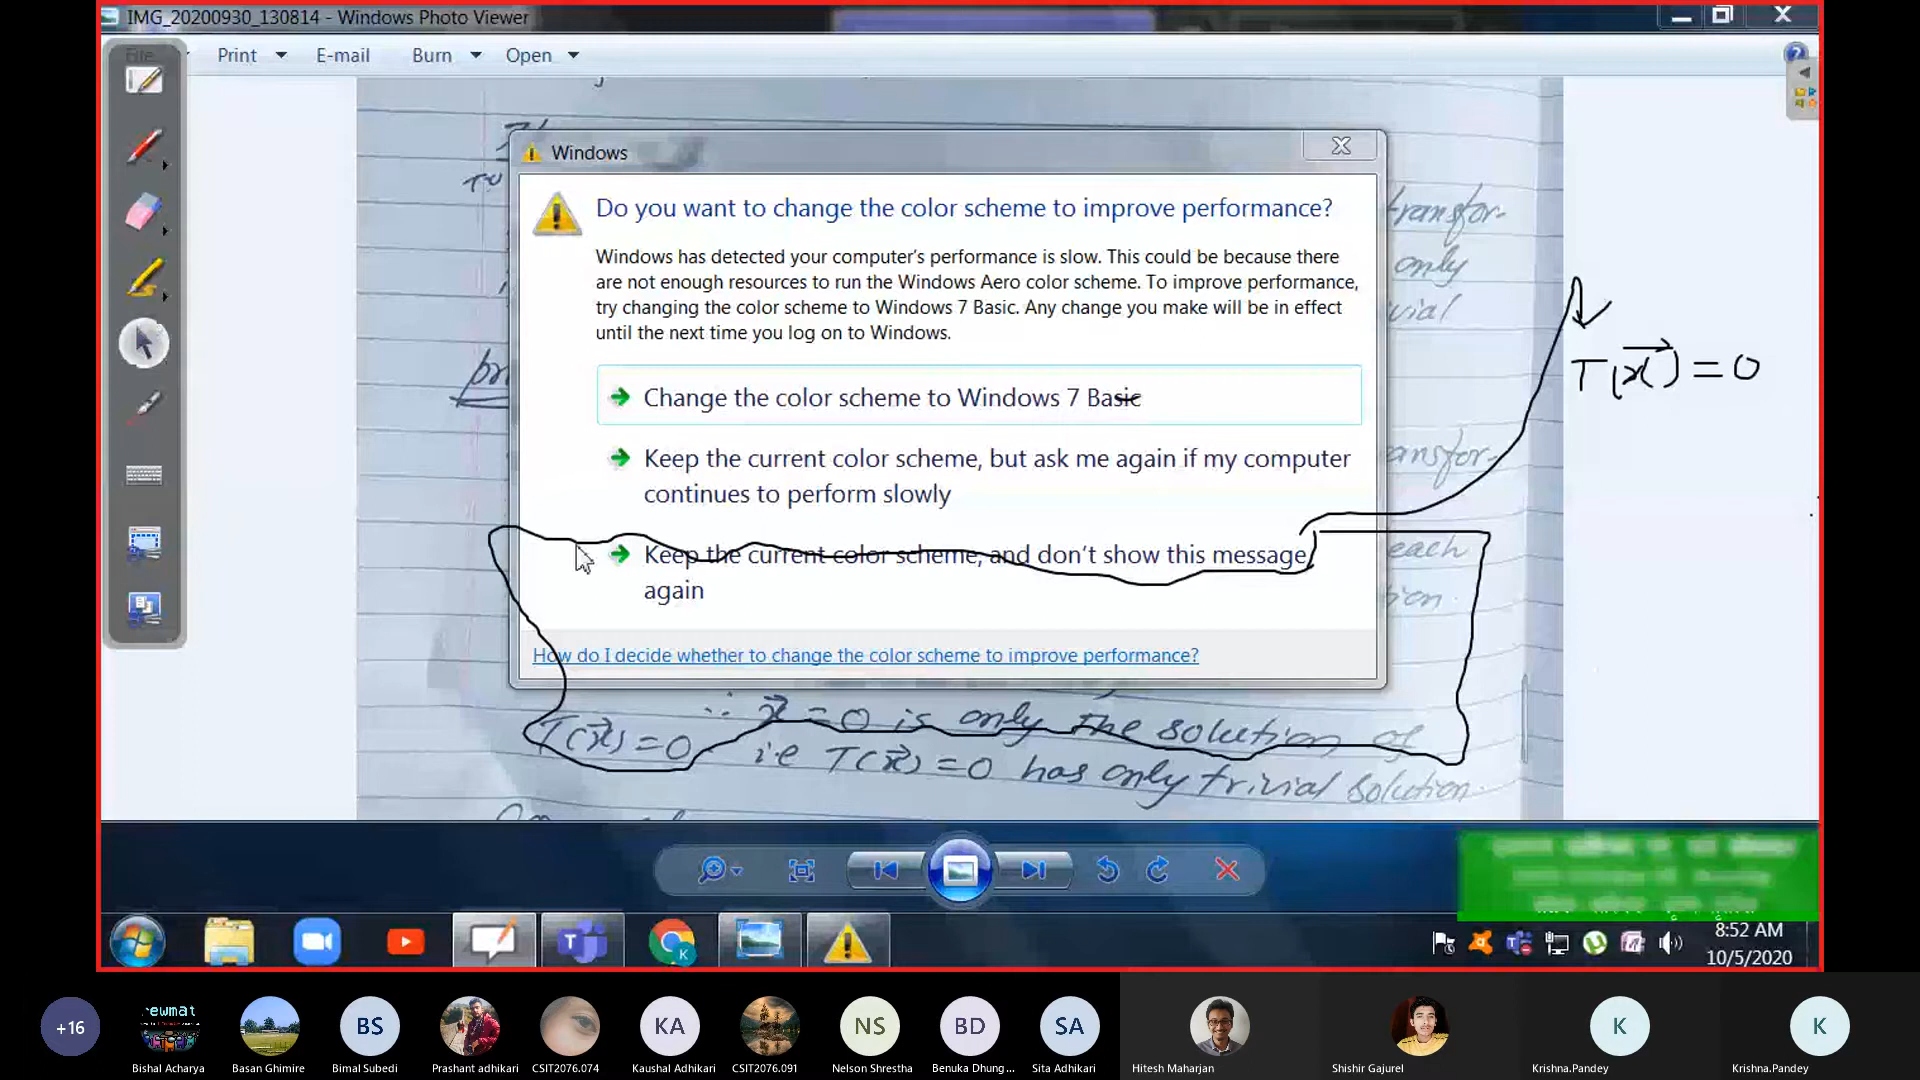 IMG_20200930_130814 - Windows Photo Viewer
File
Print
E-mail
Burn
Open
Windows
Do you want to change the color scheme to improve performance?
Windows has detected your computer's performance is slow. This could be because there
are not enough resources to run the Windows Aero color scheme. To improve performance,
try changing the color scheme to Windows 7 Basic. Any change you make will be in effect
until the next time you log on to Windows.
Change the color scheme to Windows 7 Basic
Keep the current color scheme, but ask me again if my computer
continues to perform slowly
Keep the current color scheme, and don't show this message
again
How do I decide whether to change the color scheme to improve performance?
transfor-
only
vial
T(x⃗) = 0
ansfor-
each
ion
∴ x⃗ = 0 is only the solution of
T(x⃗) = 0
i.e T(x⃗) = 0 has only trivial solution
8:52 AM
10/5/2020
+16
ewmat
BS
KA
NS
BD
SA
K
K
Bishal Acharya
Basan Ghimire
Bimal Subedi
Prashant adhikari
CSIT2076.074
Kaushal Adhikari
CSIT2076.091
Nelson Shrestha
Benuka Dhung...
Sita Adhikari
Hitesh Maharjan
Shishir Gajurel
Krishna.Pandey
Krishna.Pandey